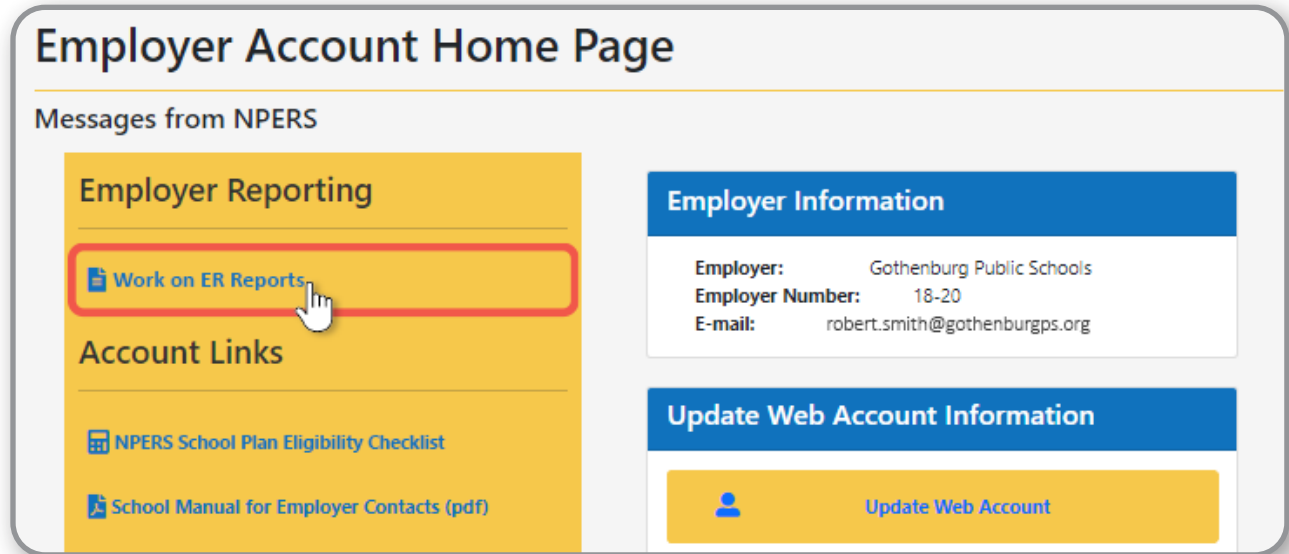 Employer Account Home Page
Messages from NPERS
Employer Reporting
Work on ER Reports
Account Links
NPERS School Plan Eligibility Checklist
School Manual for Employer Contacts (pdf)
Employer Information
Employer: Gothenburg Public Schools
Employer Number: 18-20
E-mail: robert.smith@gothenburgps.org
Update Web Account Information
Update Web Account